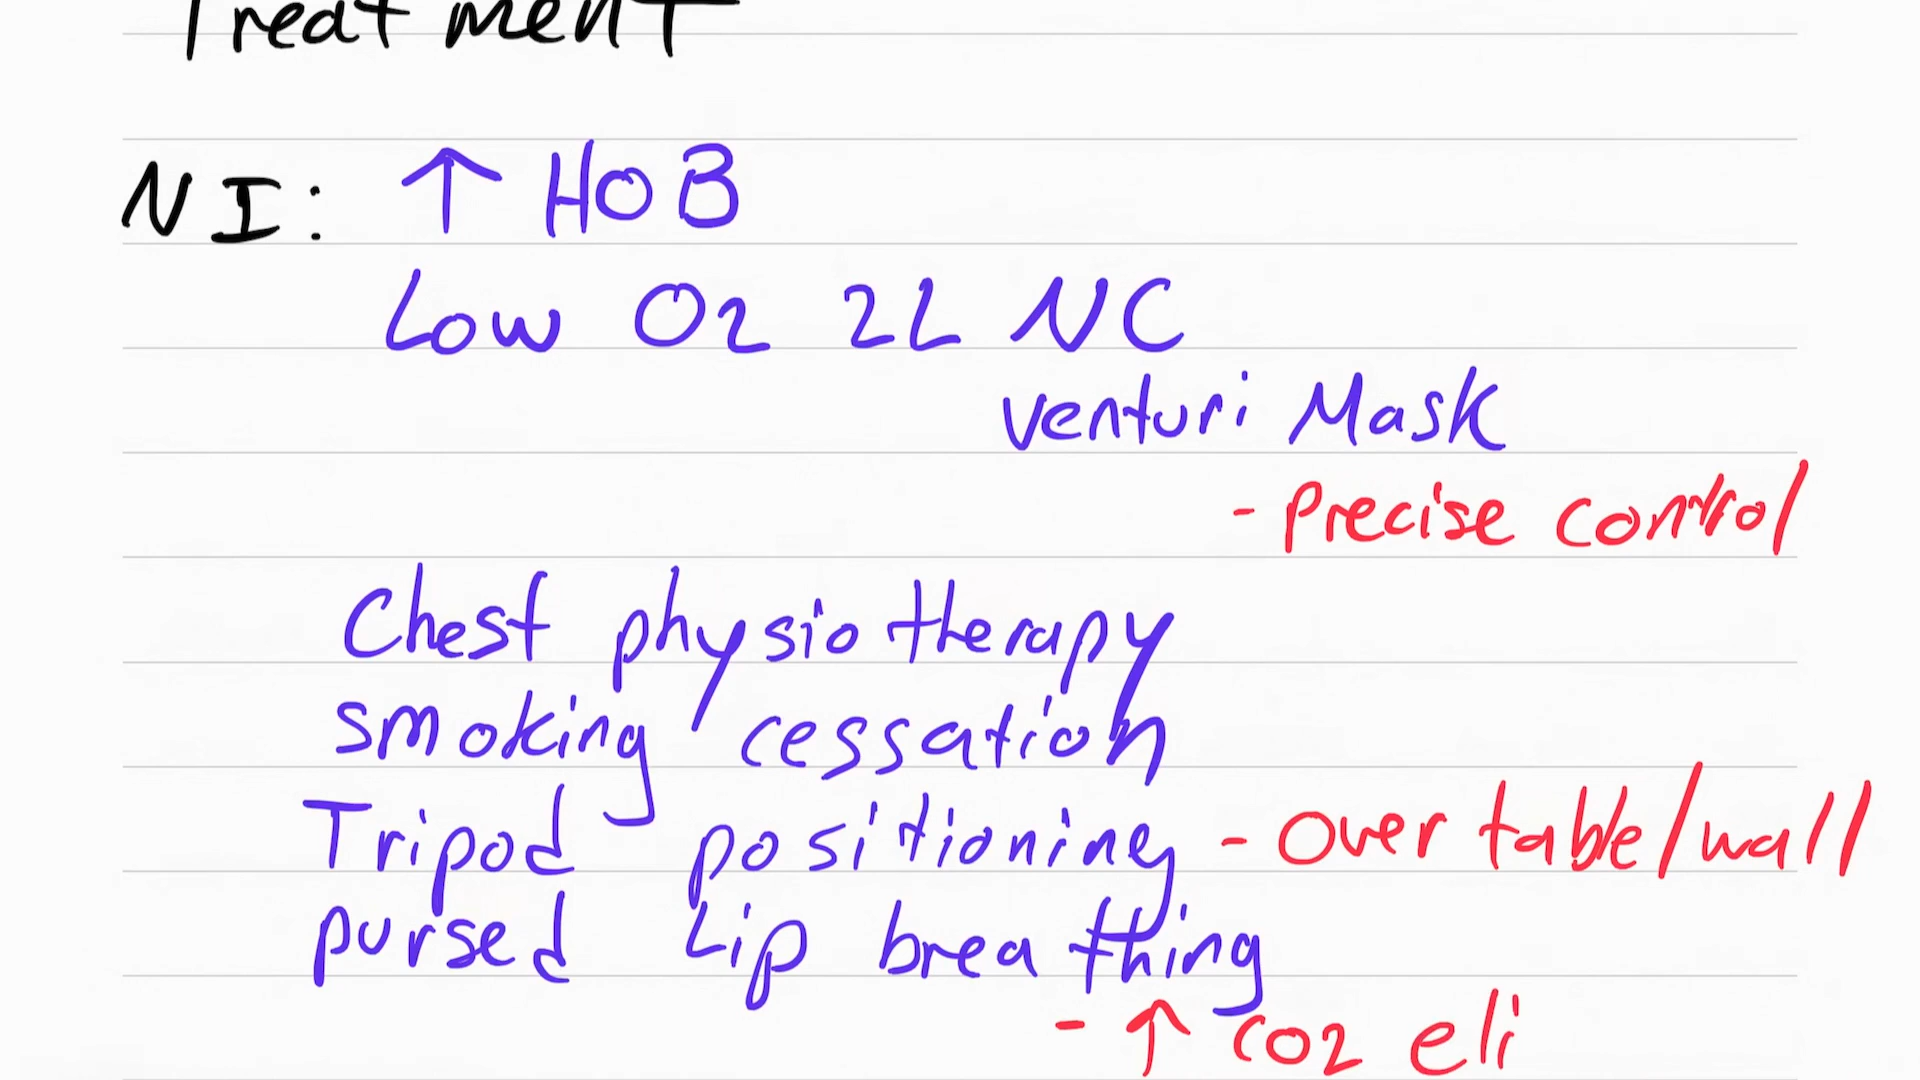 Treatment
NI: ↑ HOB
Low O2 2L NC
Venturi Mask
- Precise control
Chest physiotherapy
smoking cessation
Tripod positioning - Over table/wall
pursed Lip breathing
- ↑ CO2 eli